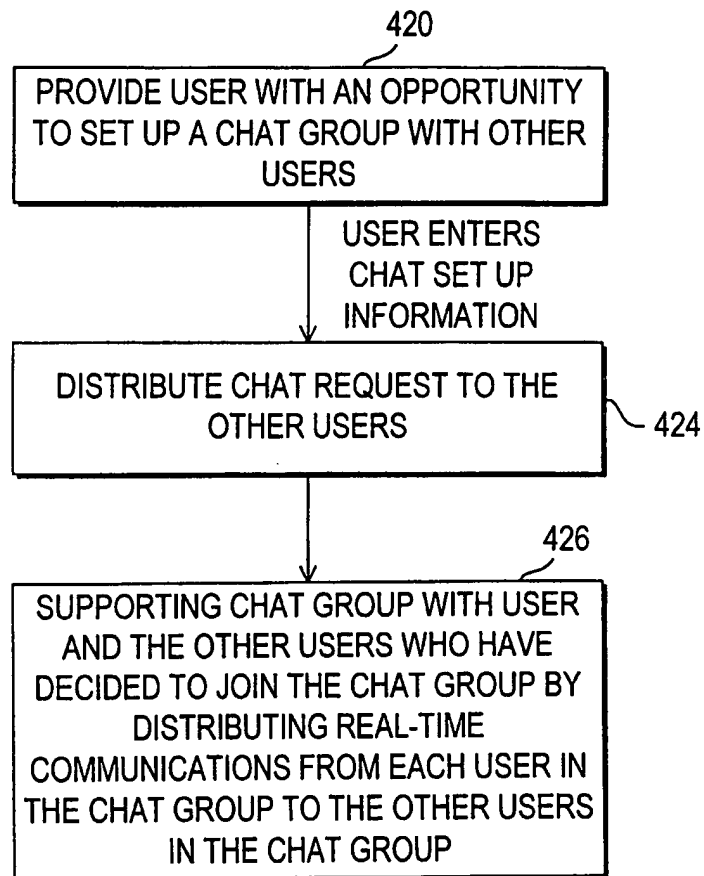 420
PROVIDE USER WITH AN OPPORTUNITY
TO SET UP A CHAT GROUP WITH OTHER
USERS
USER ENTERS
CHAT SET UP
INFORMATION
DISTRIBUTE CHAT REQUEST TO THE
OTHER USERS
424
426
SUPPORTING CHAT GROUP WITH USER
AND THE OTHER USERS WHO HAVE
DECIDED TO JOIN THE CHAT GROUP BY
DISTRIBUTING REAL-TIME
COMMUNICATIONS FROM EACH USER IN
THE CHAT GROUP TO THE OTHER USERS
IN THE CHAT GROUP